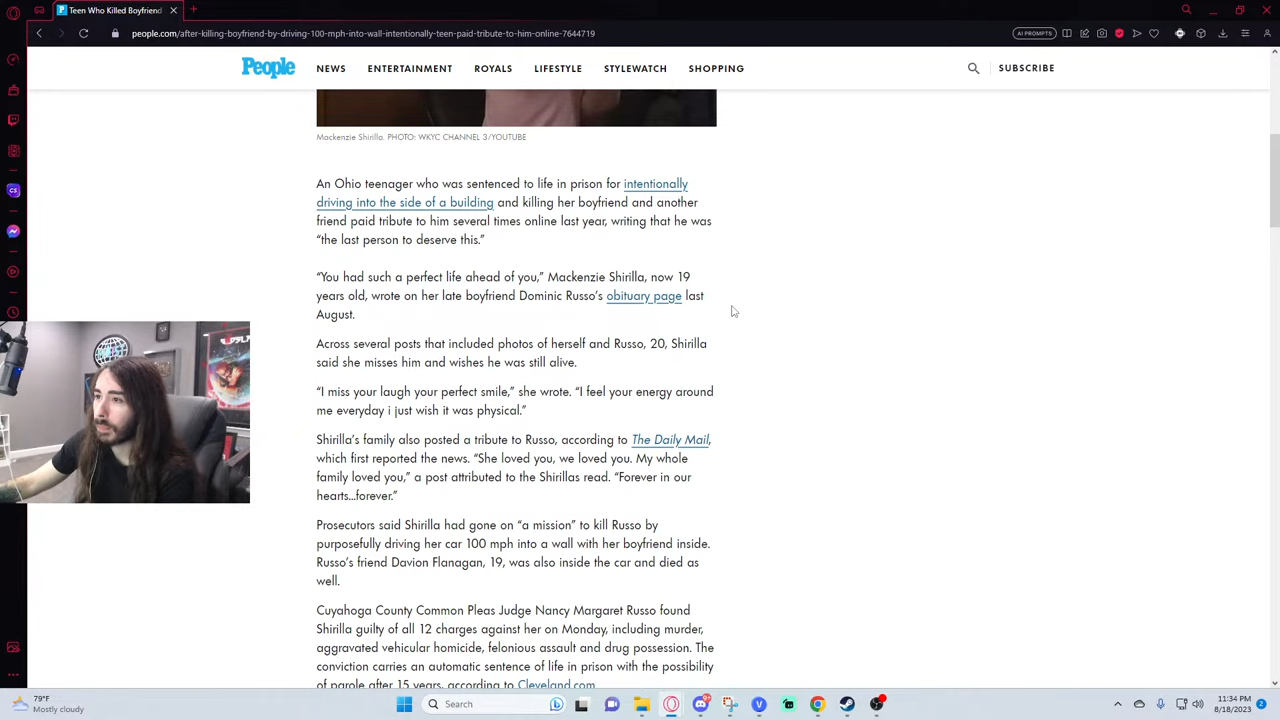 Teen Who Killed Boyfriend
people.com/after-killing-boyfriend-by-driving-100-mph-into-wall-intentionally-teen-paid-tribute-to-him-online-7644719
AI PROMPTS
People
NEWS ENTERTAINMENT ROYALS LIFESTYLE STYLEWATCH SHOPPING
SUBSCRIBE
Mackenzie Shirilla. PHOTO: WKYC CHANNEL 3/YOUTUBE
An Ohio teenager who was sentenced to life in prison for intentionally
driving into the side of a building and killing her boyfriend and another
friend paid tribute to him several times online last year, writing that he was
“the last person to deserve this.”
“You had such a perfect life ahead of you,” Mackenzie Shirilla, now 19
years old, wrote on her late boyfriend Dominic Russo’s obituary page last
August.
Across several posts that included photos of herself and Russo, 20, Shirilla
said she misses him and wishes he was still alive.
“I miss your laugh your perfect smile,” she wrote. “I feel your energy around
me everyday i just wish it was physical.”
Shirilla’s family also posted a tribute to Russo, according to The Daily Mail,
which first reported the news. “She loved you, we loved you. My whole
family loved you,” a post attributed to the Shirillas read. “Forever in our
hearts...forever.”
Prosecutors said Shirilla had gone on “a mission” to kill Russo by
purposefully driving her car 100 mph into a wall with her boyfriend inside.
Russo’s friend Davion Flanagan, 19, was also inside the car and died as
well.
Cuyahoga County Common Pleas Judge Nancy Margaret Russo found
Shirilla guilty of all 12 charges against her on Monday, including murder,
aggravated vehicular homicide, felonious assault and drug possession. The
conviction carries an automatic sentence of life in prison with the possibility
of parole after 15 years, according to Cleveland.com
79°F
Mostly cloudy
Search
11:34 PM
8/18/2023